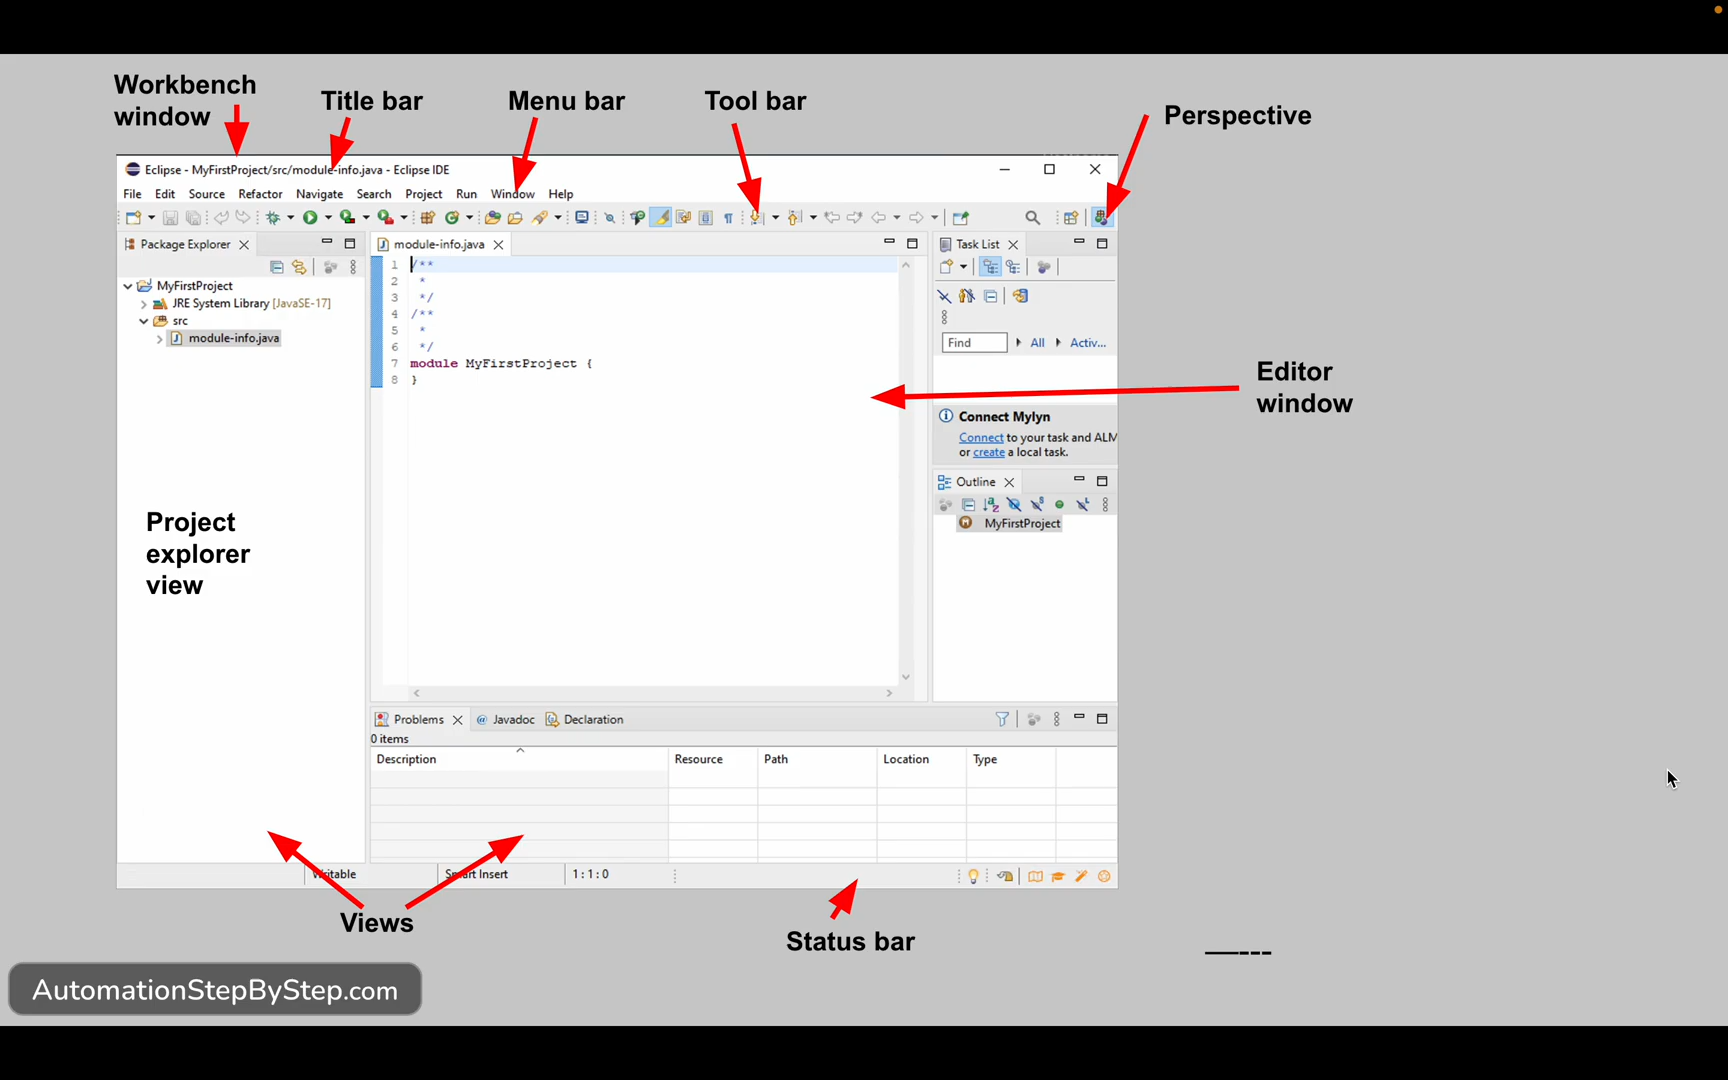 Workbench
window
Title bar
Menu bar
Tool bar
Perspective
Eclipse - MyFirstProject/src/module-info.java - Eclipse IDE
File Edit Source Refactor Navigate Search Project Run Window Help
Package Explorer
module-info.java
Task List
MyFirstProject
JRE System Library [JavaSE-17]
src
module-info.java
1 /**
2 *
3 */
4 /**
5 *
6 */
7 module MyFirstProject {
8 }
Find All Activ...
Editor
window
Connect Mylyn
Connect to your task and ALM
or create a local task.
Outline
MyFirstProject
Project
explorer
view
Problems @ Javadoc Declaration
0 items
Description Resource Path Location Type
Writable Smart Insert 1:1:0
Views
Status bar
AutomationStepByStep.com